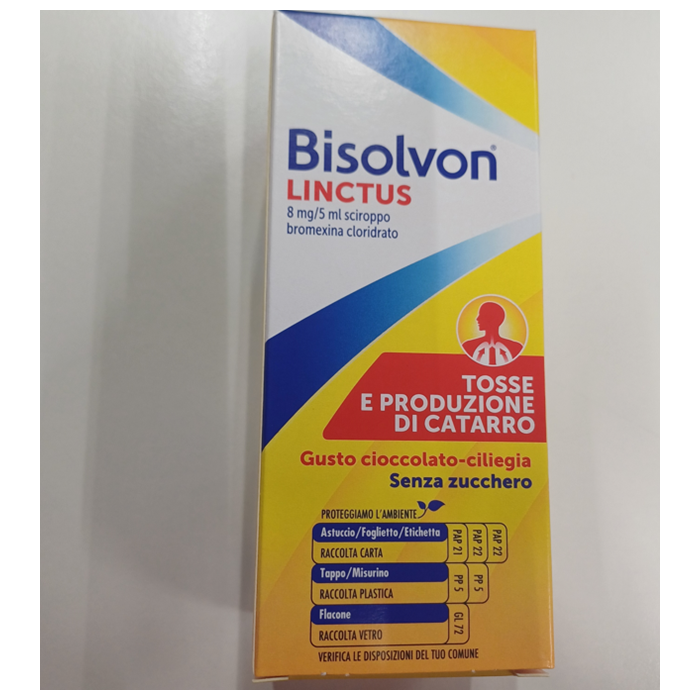 Bisolvon®
LINCTUS
8 mg/5 ml sciroppo
bromexina cloridrato
TOSSE
E PRODUZIONE
DI CATARRO
Gusto cioccolato-ciliegia
Senza zucchero
PROTEGGIAMO L'AMBIENTE
Astuccio/Foglietto/Etichetta
RACCOLTA CARTA
PAP 21
PAP 22
PAP 22
Tappo/Misurino
RACCOLTA PLASTICA
PP 5
PP 5
Flacone
RACCOLTA VETRO
GL 72
VERIFICA LE DISPOSIZIONI DEL TUO COMUNE